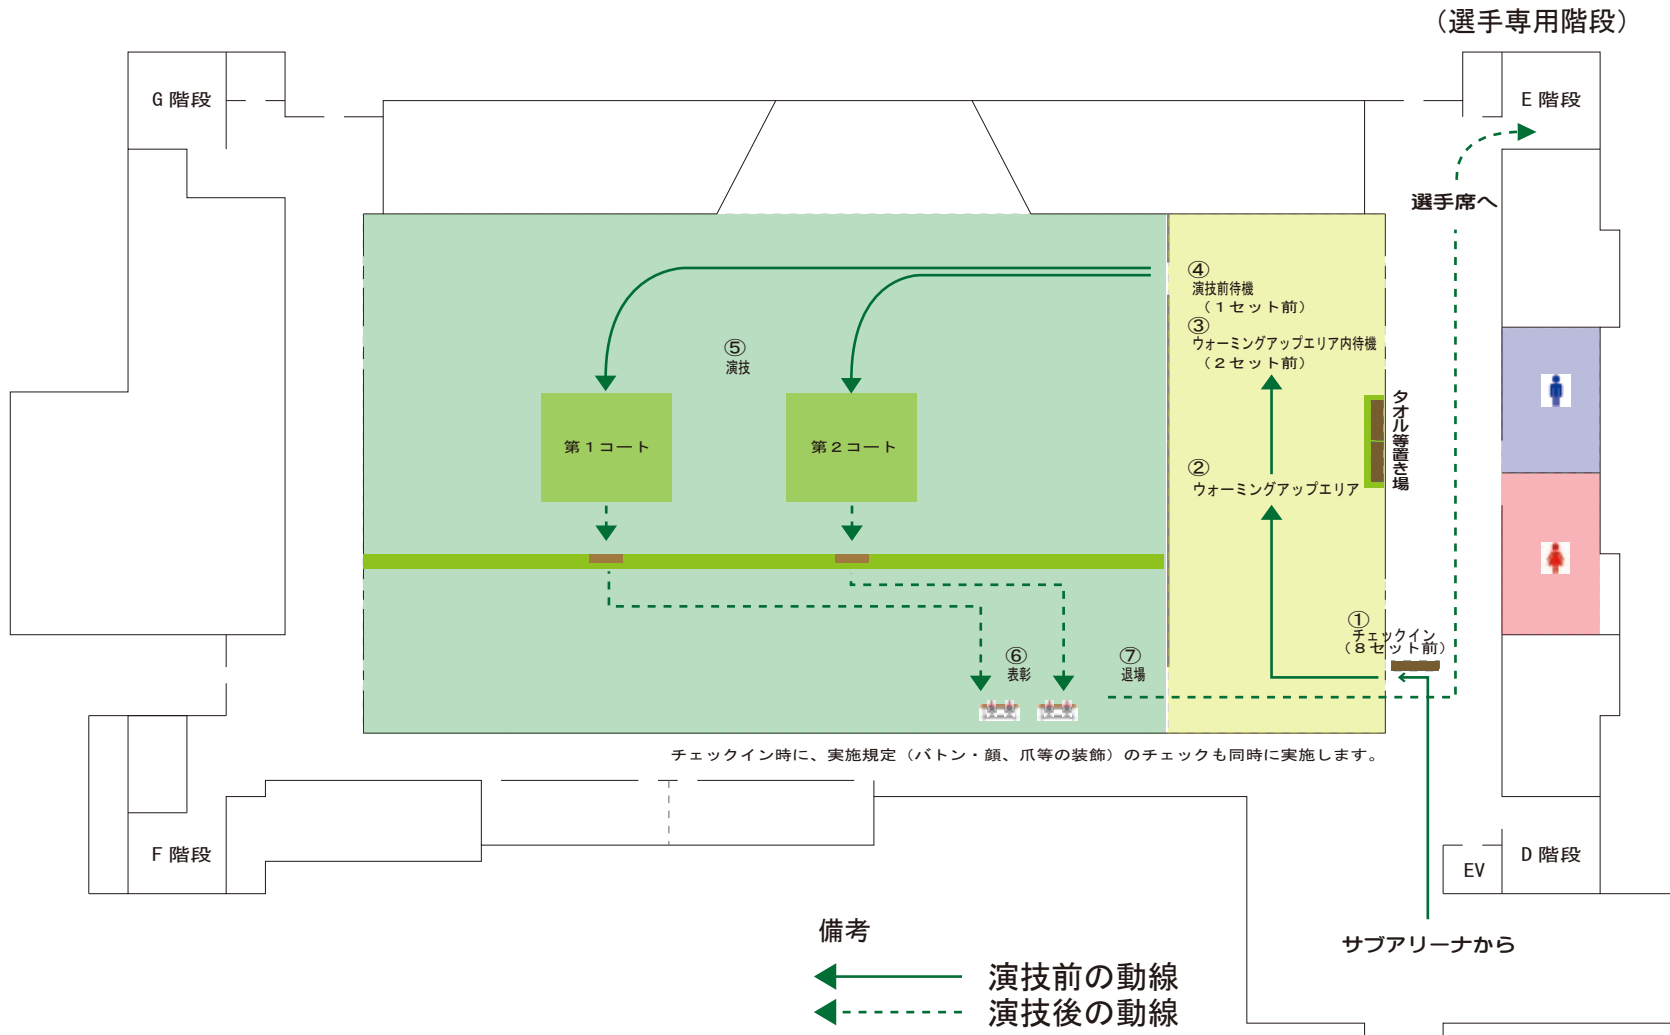 （選手専用階段）
G 階段
E 階段
選手席へ
④
演技前待機
（１セット前）
③
ウォーミングアップエリア内待機
（２セット前）
⑤
演技
タオル等置き場
第１コート
第２コート
②
ウォーミングアップエリア
①
チェックイン
（８セット前）
⑥
表彰
⑦
退場
チェックイン時に、実施規定（バトン・顔、爪等の装飾）のチェックも同時に実施します。
F 階段
D 階段
EV
サブアリーナから
備考
演技前の動線
演技後の動線